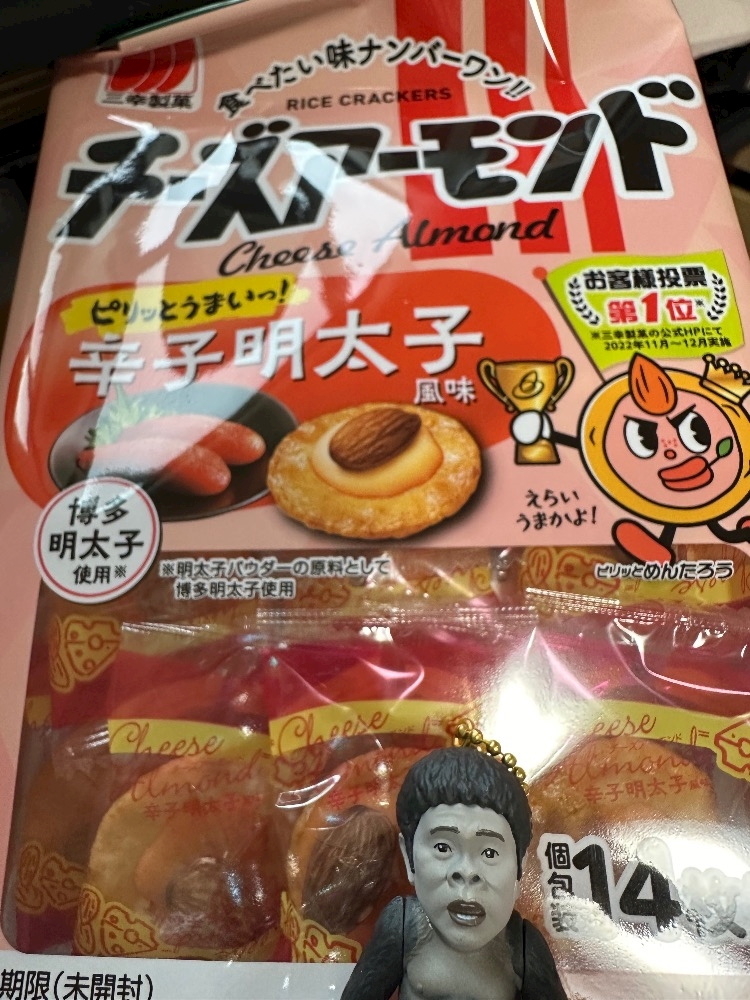 三幸製菓
食べたい味ナンバーワン!!
RICE CRACKERS
チーズアーモンド
Cheese Almond
ピリッとうまいっ!
辛子明太子
風味
お客様投票
第1位※
※三幸製菓の公式HPにて
2022年11月〜12月実施
えらい
うまかよ!
ピリッとめんたろう
博多
明太子
使用※
※明太子パウダーの原料として
博多明太子使用
Cheese
Almond
辛子明太子
Cheese
Cheese
Almond
辛子明太子
個包装
14枚
期限(未開封)